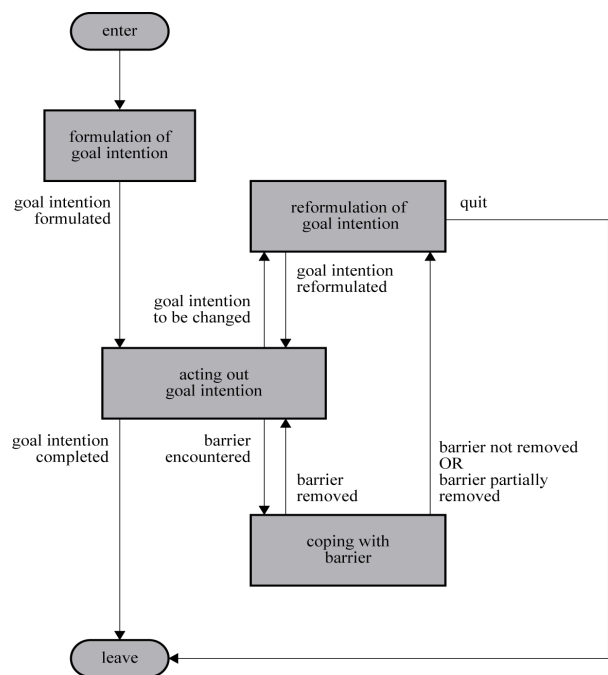 enter
formulation of
goal intention
goal intention
formulated
reformulation of
goal intention
quit
goal intention
reformulated
goal intention
to be changed
acting out
goal intention
goal intention
completed
barrier
encountered
barrier
removed
barrier not removed
OR
barrier partially
removed
coping with
barrier
leave